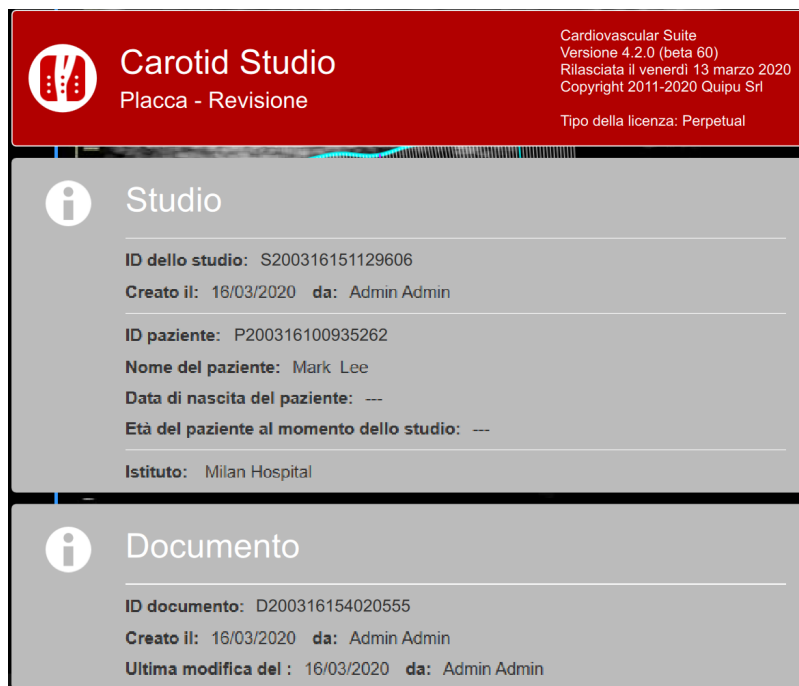 Carotid Studio
Placca - Revisione
Cardiovascular Suite
Versione 4.2.0 (beta 60)
Rilasciata il venerdì 13 marzo 2020
Copyright 2011-2020 Quipu Srl
Tipo della licenza: Perpetual
Studio
ID dello studio: S200316151129606
Creato il: 16/03/2020 da: Admin Admin
ID paziente: P200316100935262
Nome del paziente: Mark Lee
Data di nascita del paziente: ---
Età del paziente al momento dello studio: ---
Istituto: Milan Hospital
Documento
ID documento: D200316154020555
Creato il: 16/03/2020 da: Admin Admin
Ultima modifica del : 16/03/2020 da: Admin Admin